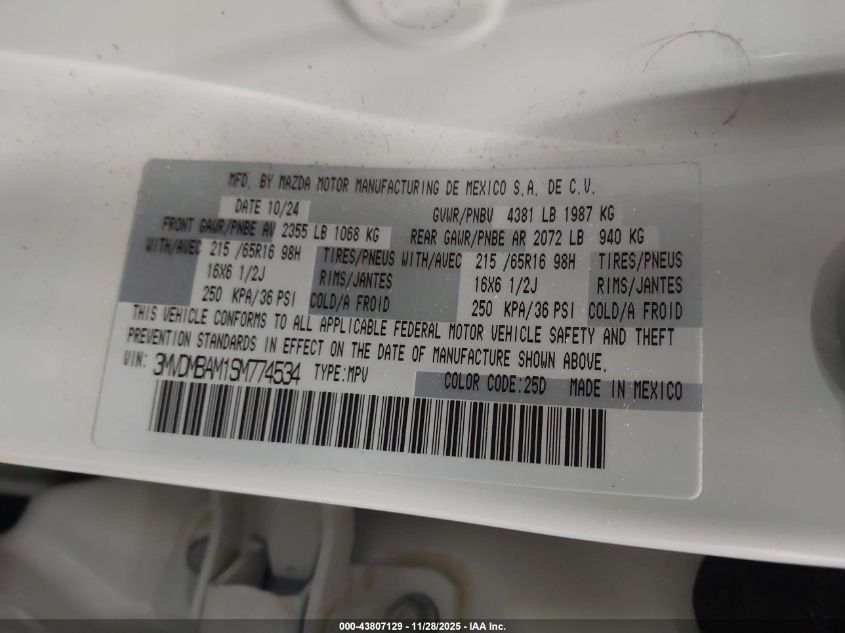 MFD. BY MAZDA MOTOR MANUFACTURING DE MEXICO S.A. DE C.V.
DATE 10/24 GVWR/PNBV 4381 LB 1987 KG
FRONT GAWR/PNBE AV 2355 LB 1068 KG REAR GAWR/PNBE AR 2072 LB 940 KG
WITH/AVEC 215 /65R16 98H TIRES/PNEUS WITH/AVEC 215 /65R16 98H TIRES/PNEUS
16X6 1/2J RIMS/JANTES 16X6 1/2J RIMS/JANTES
250 KPA/36 PSI COLD/A FROID 250 KPA/36 PSI COLD/A FROID
THIS VEHICLE CONFORMS TO ALL APPLICABLE FEDERAL MOTOR VEHICLE SAFETY AND THEFT
PREVENTION STANDARDS IN EFFECT ON THE DATE OF MANUFACTURE SHOWN ABOVE.
VIN: 3MVDMBAM1SM774534 TYPE:MPV COLOR CODE:25D MADE IN MEXICO
000-43807129 - 11/28/2025 - IAA Inc.